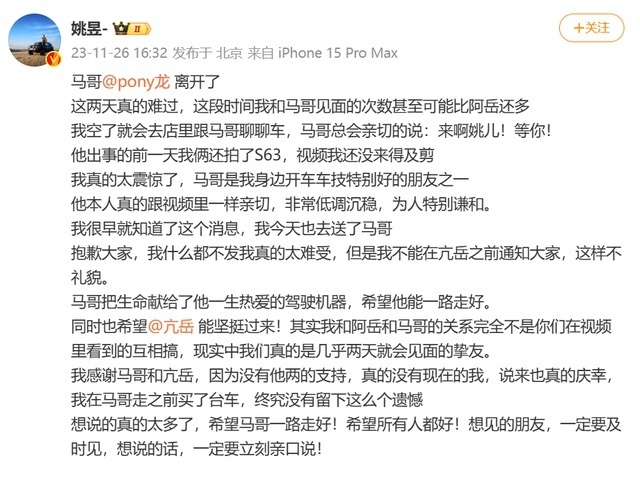 姚昱-
II
+关注
23-11-26 16:32 发布于 北京 来自 iPhone 15 Pro Max
马哥@pony龙 离开了
这两天真的难过，这段时间我和马哥见面的次数甚至可能比阿岳还多
我空了就会去店里跟马哥聊聊车，马哥总会亲切的说：来啊姚儿！等你！
他出事的前一天我俩还拍了S63，视频我还没来得及剪
我真的太震惊了，马哥是我身边开车车技特别好的朋友之一
他本人真的跟视频里一样亲切，非常低调沉稳，为人特别谦和。
我很早就知道了这个消息，我今天也去送了马哥
抱歉大家，我什么都不发我真的太难受，但是我不能在亢岳之前通知大家，这样不
礼貌。
马哥把生命献给了他一生热爱的驾驶机器，希望他能一路走好。
同时也希望@亢岳 能坚挺过来！其实我和阿岳和马哥的关系完全不是你们在视频
里看到的互相搞，现实中我们真的是几乎两天就会见面的挚友。
我感谢马哥和亢岳，因为没有他两的支持，真的没有现在的我，说来也真的庆幸，
我在马哥走之前买了台车，终究没有留下这么个遗憾
想说的真的太多了，希望马哥一路走好！希望所有人都好！想见的朋友，一定要及
时见，想说的话，一定要立刻亲口说！